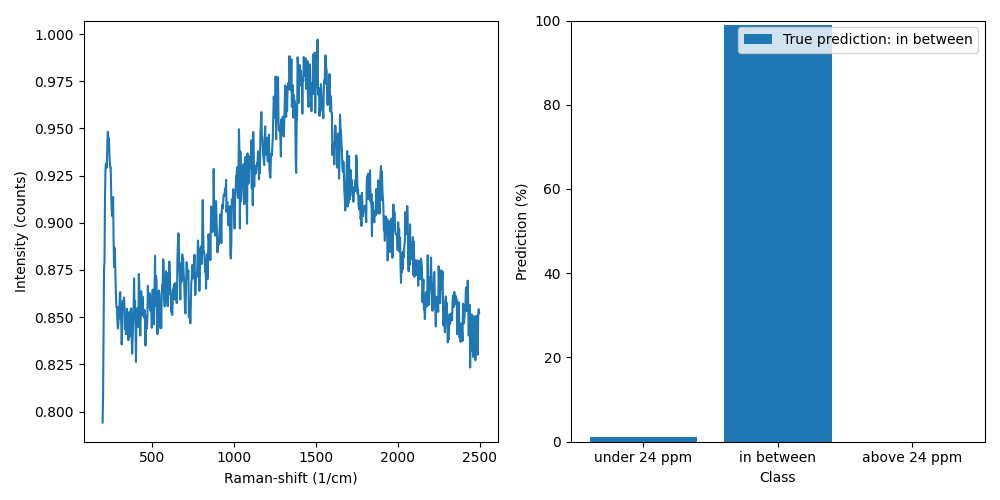 1.000
0.975
0.950
0.925
0.900
0.875
0.850
0.825
0.800
Intensity (counts)
500
1000
1500
2000
2500
Raman-shift (1/cm)
100
80
60
40
20
0
Prediction (%)
True prediction: in between
under 24 ppm
in between
above 24 ppm
Class